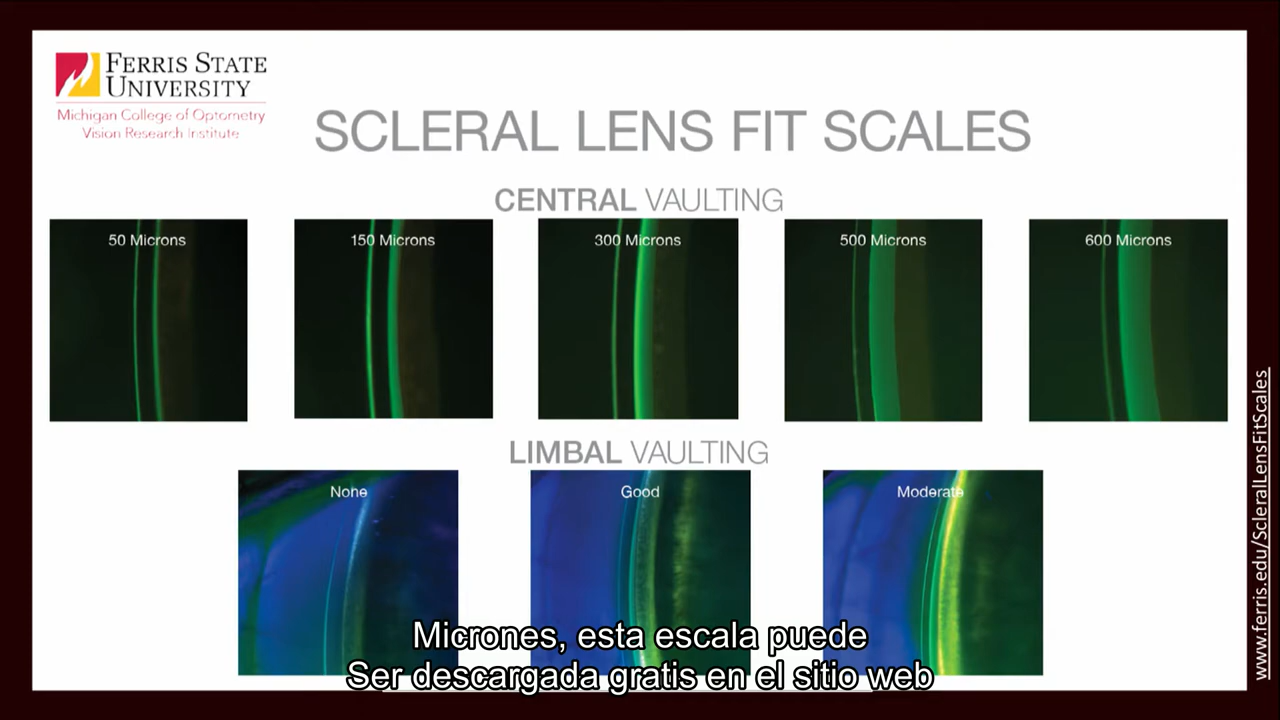 FERRIS STATE
UNIVERSITY
Michigan College of Optometry
Vision Research Institute
SCLERAL LENS FIT SCALES
CENTRAL VAULTING
50 Microns
150 Microns
300 Microns
500 Microns
600 Microns
LIMBAL VAULTING
None
Good
Moderate
Micrones, esta escala puede
Ser descargada gratis en el sitio web
www.ferris.edu/ScleralLensFitScales